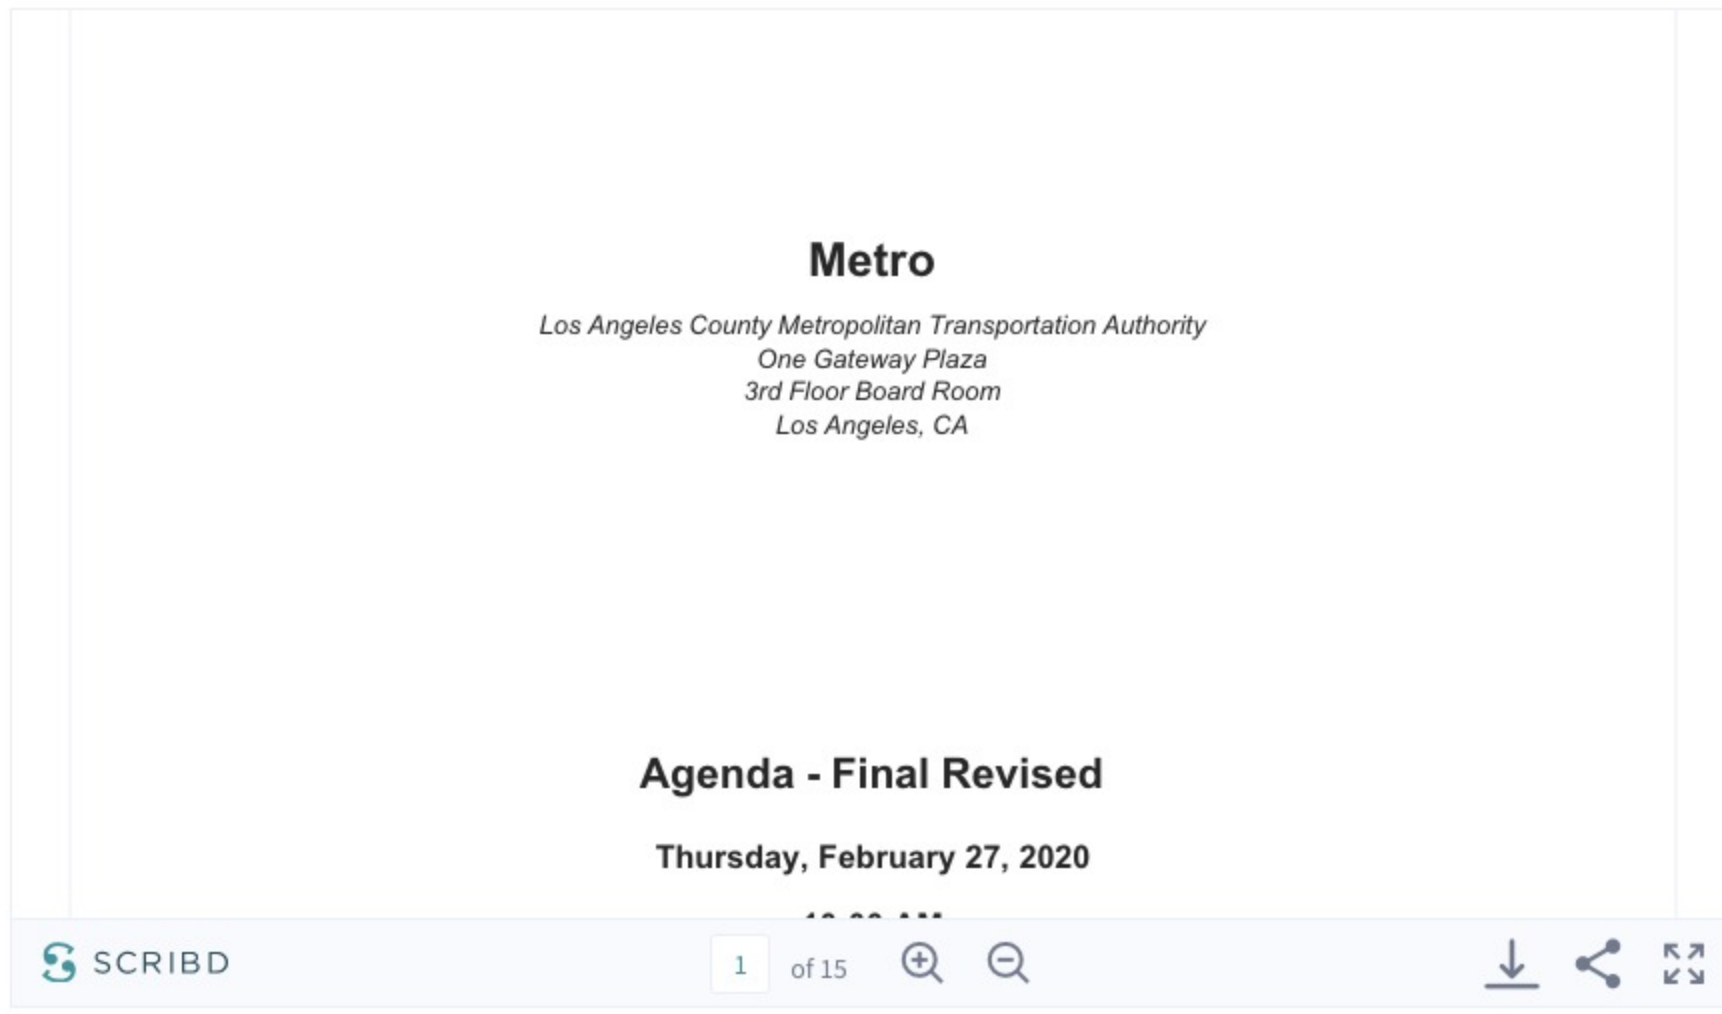 Metro
Los Angeles County Metropolitan Transportation Authority
One Gateway Plaza
3rd Floor Board Room
Los Angeles, CA
Agenda - Final Revised
Thursday, February 27, 2020
AM
SCRIBD
1 of 15